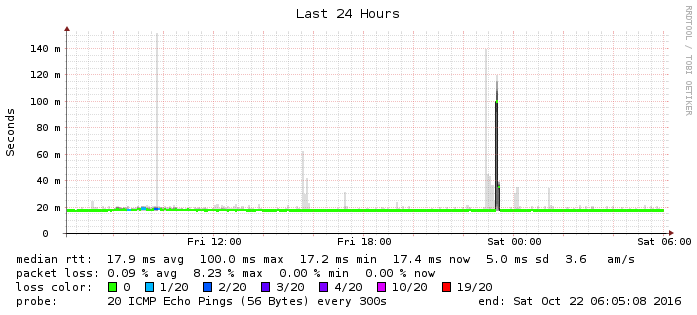 Last 24 Hours
RRDTOOL / TOBI OETIKER
Seconds
140 m
120 m
100 m
80 m
60 m
40 m
20 m
0
Fri 12:00 Fri 18:00 Sat 00:00 Sat 06:00
median rtt: 17.9 ms avg 100.0 ms max 17.2 ms min 17.4 ms now 5.0 ms sd 3.6 am/s
packet loss: 0.09 % avg 8.23 % max 0.00 % min 0.00 % now
loss color: 0 1/20 2/20 3/20 4/20 10/20 19/20
probe: 20 ICMP Echo Pings (56 Bytes) every 300s end: Sat Oct 22 06:05:08 2016